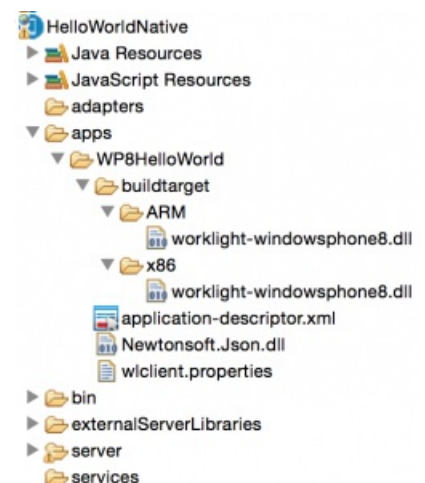 HelloWorldNative
Java Resources
JavaScript Resources
adapters
apps
WP8HelloWorld
buildtarget
ARM
worklight-windowsphone8.dll
x86
worklight-windowsphone8.dll
application-descriptor.xml
Newtonsoft.Json.dll
wlclient.properties
bin
externalServerLibraries
server
services